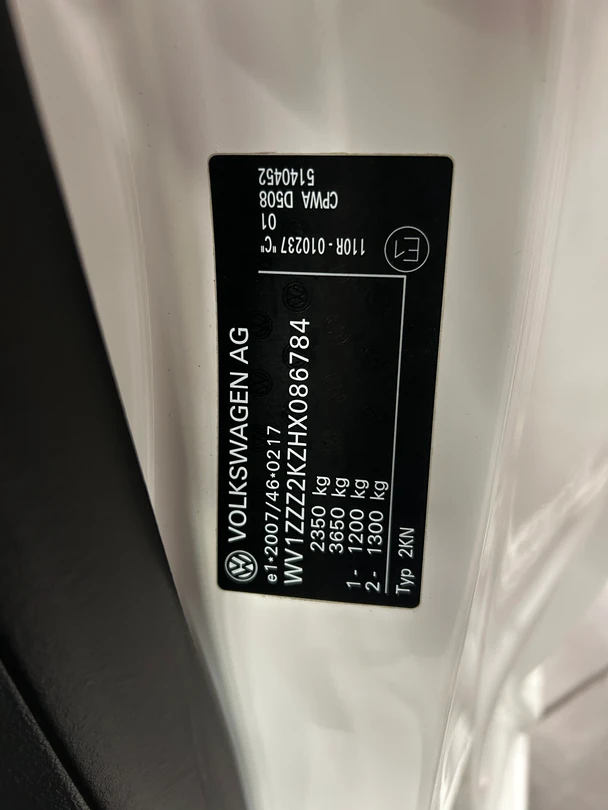 VOLKSWAGEN AG
e1*2007/46*0217
WV1ZZZ2KZHX086784
2350 kg
3650 kg
1- 1200 kg
2- 1300 kg
Typ 2KN
E1
110R-010237 "C"
01
CPWA D508
5140452